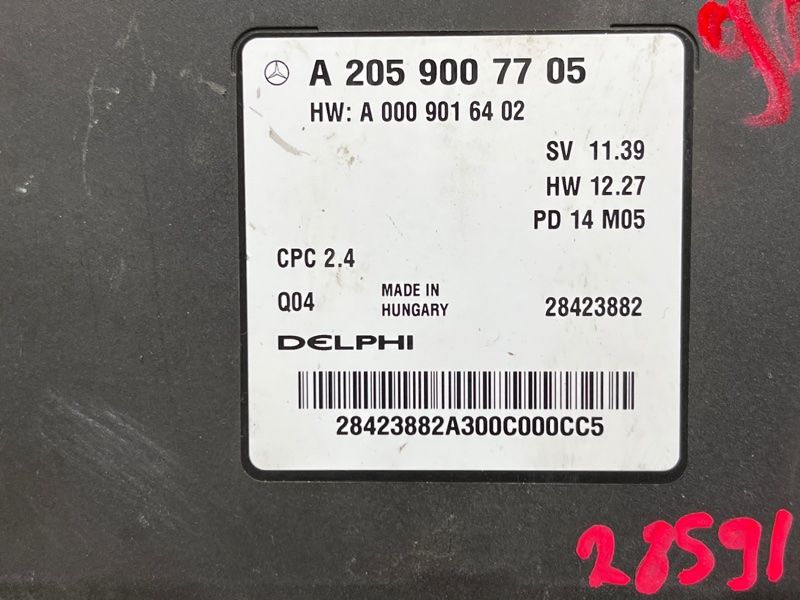 A 205 900 77 05
HW: A 000 901 64 02
SV 11.39
HW 12.27
PD 14 M05
CPC 2.4
Q04
MADE IN
HUNGARY
28423882
DELPHI
28423882A300C000CC5
28591